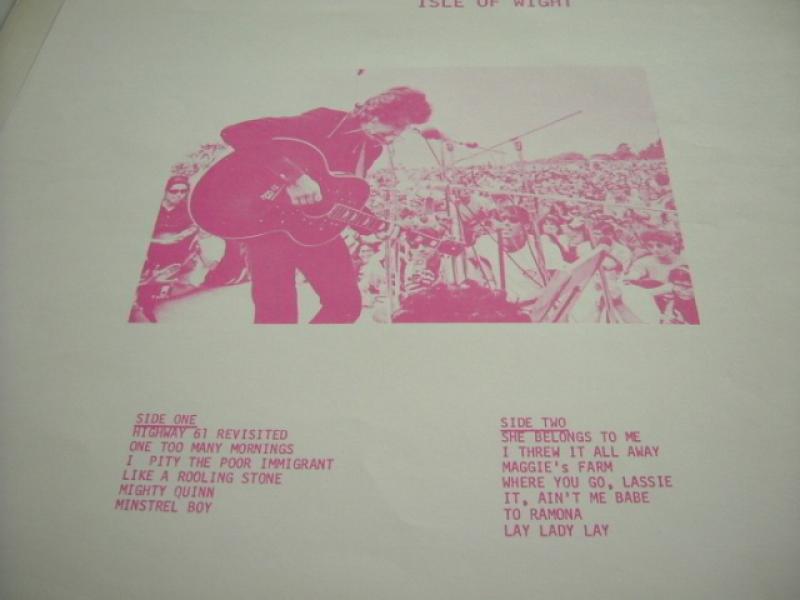 ISLE OF WIGHT
SIDE ONE
HIGHWAY 61 REVISITED
ONE TOO MANY MORNINGS
I PITY THE POOR IMMIGRANT
LIKE A ROOLING STONE
MIGHTY QUINN
MINSTREL BOY
SIDE TWO
SHE BELONGS TO ME
I THREW IT ALL AWAY
MAGGIE's FARM
WHERE YOU GO, LASSIE
IT, AIN'T ME BABE
TO RAMONA
LAY LADY LAY